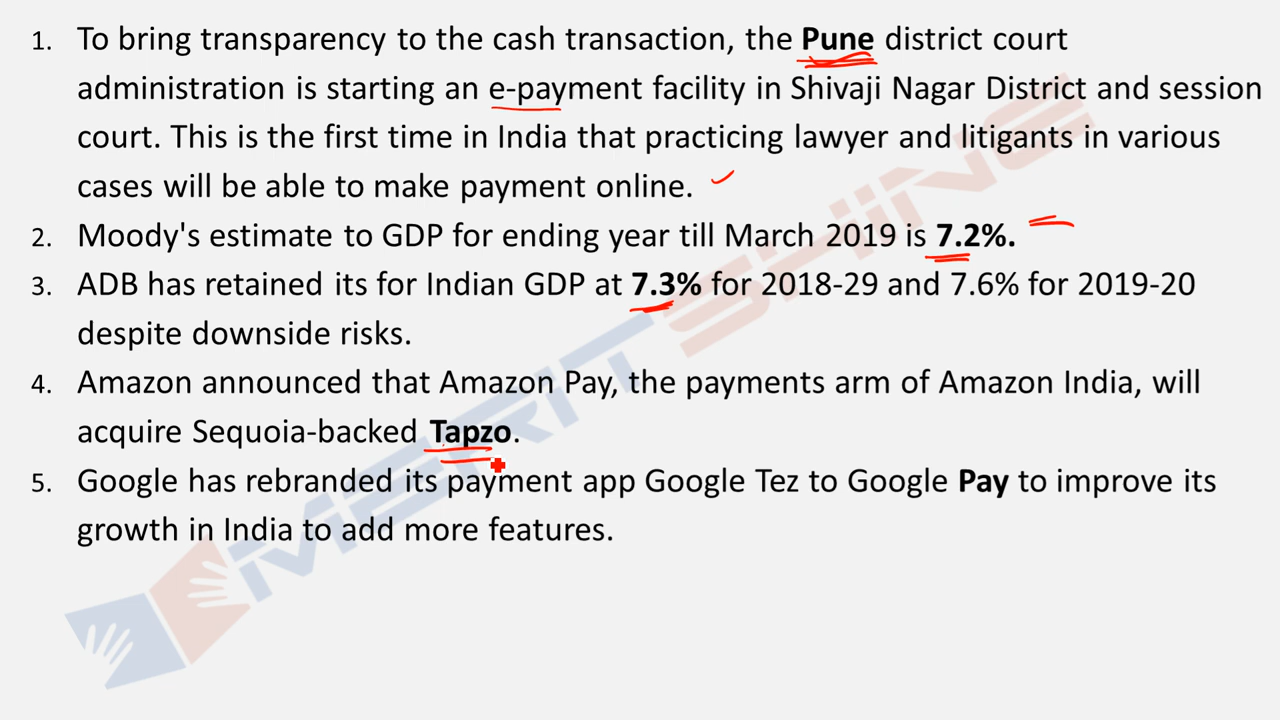 1. To bring transparency to the cash transaction, the Pune district court
administration is starting an e-payment facility in Shivaji Nagar District and session
court. This is the first time in India that practicing lawyer and litigants in various
cases will be able to make payment online.
2. Moody's estimate to GDP for ending year till March 2019 is 7.2%.
3. ADB has retained its for Indian GDP at 7.3% for 2018-29 and 7.6% for 2019-20
despite downside risks.
4. Amazon announced that Amazon Pay, the payments arm of Amazon India, will
acquire Sequoia-backed Tapzo.
5. Google has rebranded its payment app Google Tez to Google Pay to improve its
growth in India to add more features.
MERITSHINE